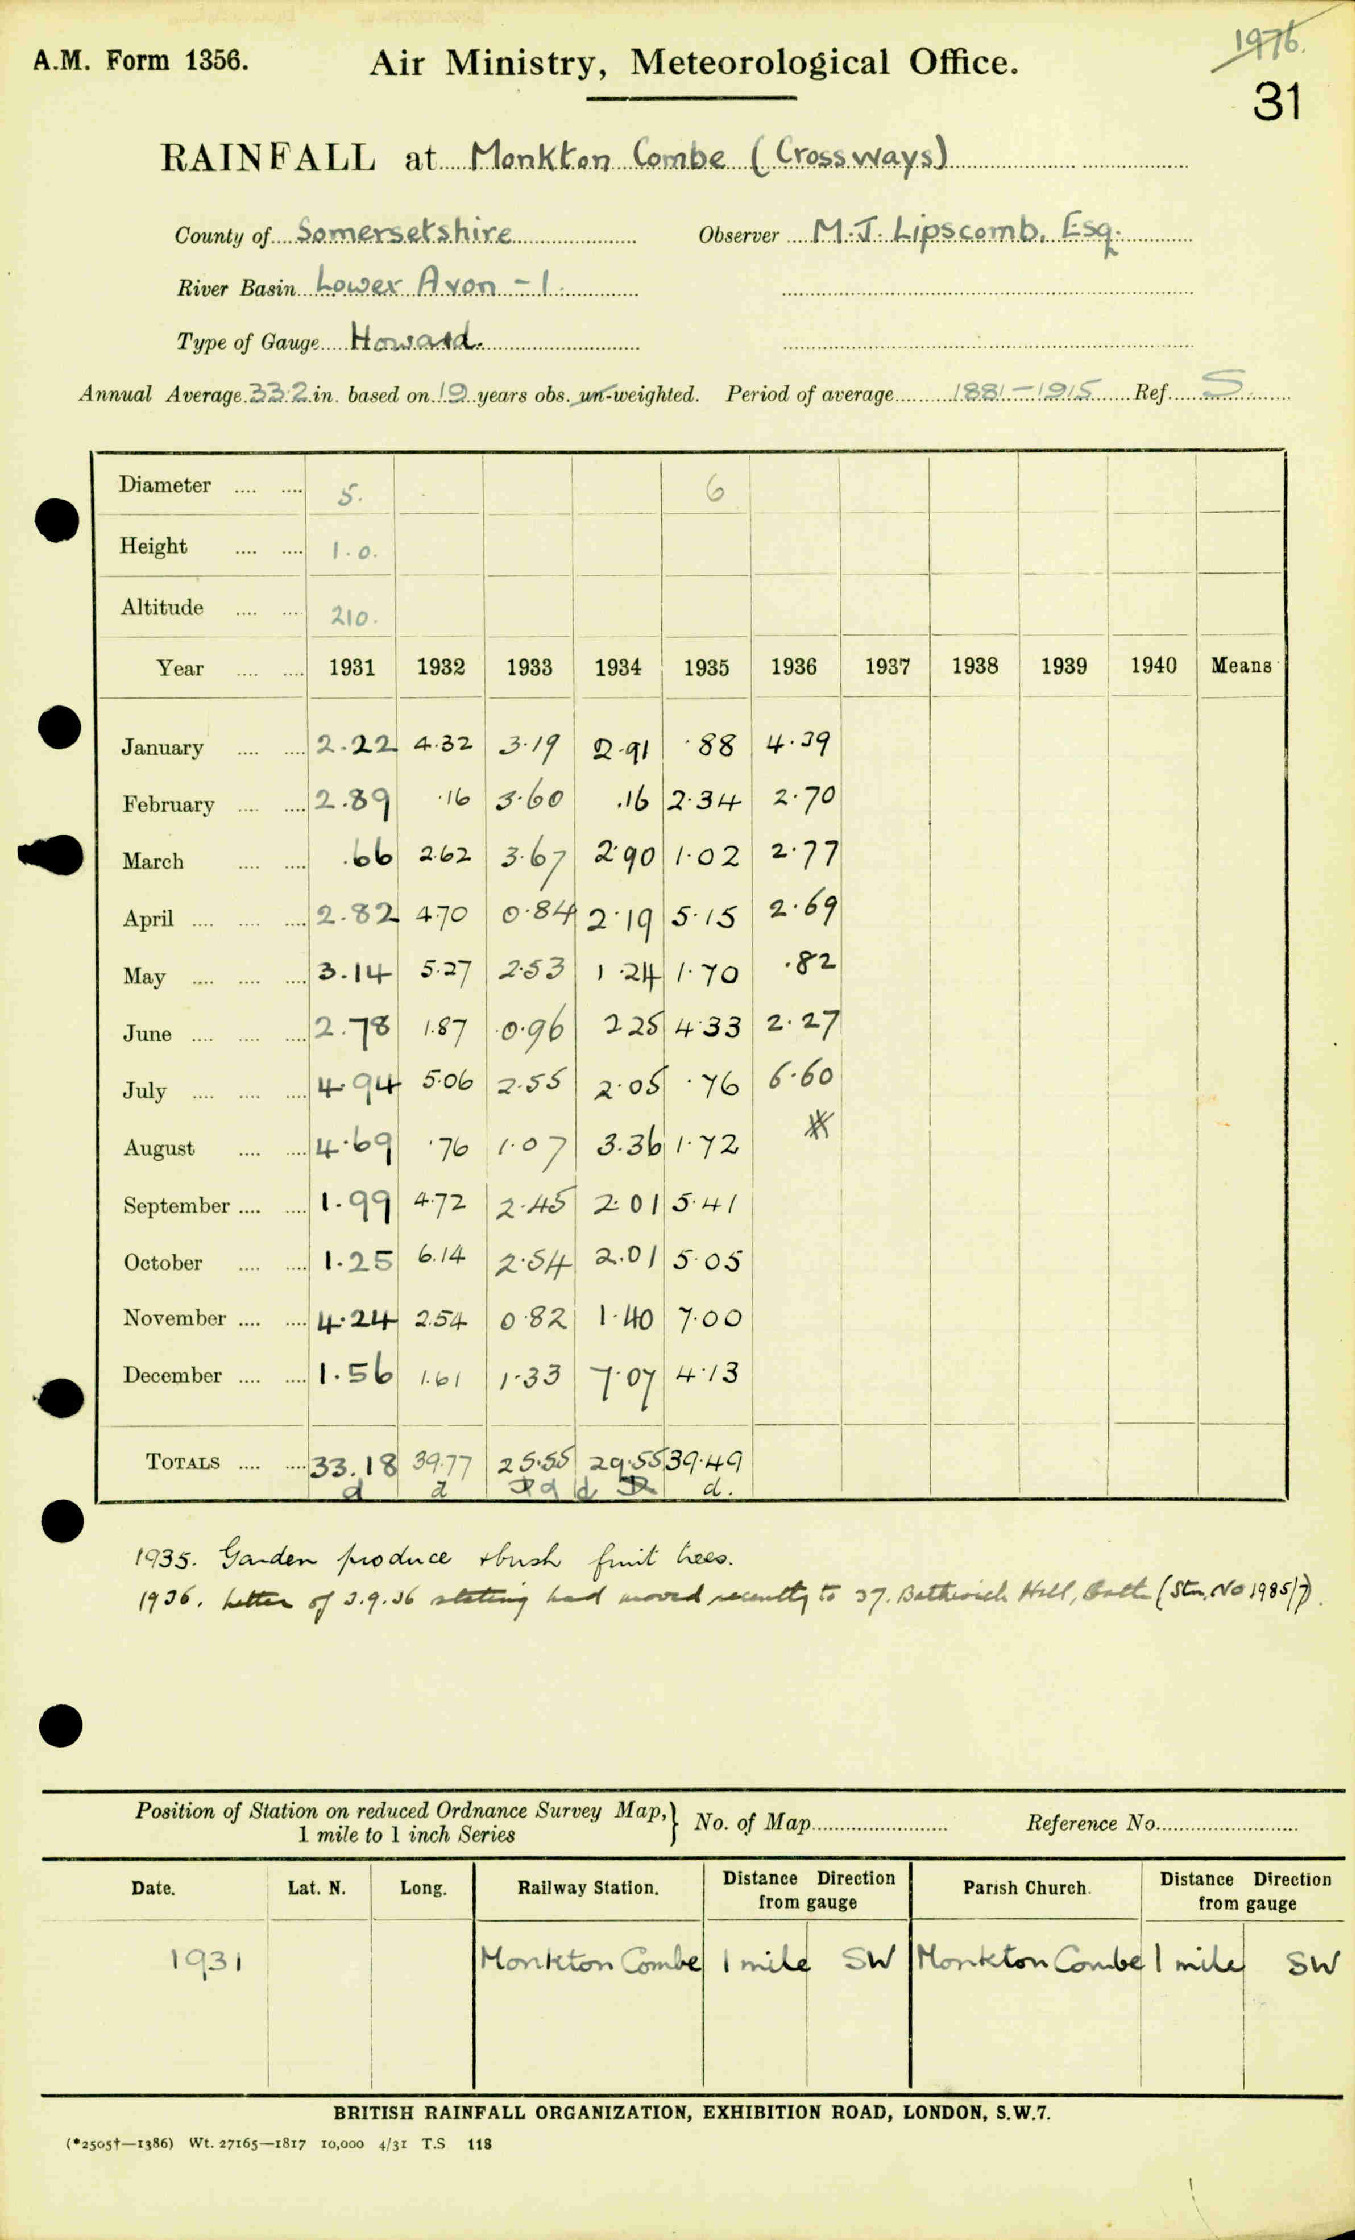 1976.
A.M. Form 1356. Air Ministry, Meteorological Office.
31
RAINFALL at Monkton Combe (Crossways)
County of Somersetshire Observer M. J. Lipscomb, Esq.
River Basin Lower Avon - 1.
Type of Gauge Howard.
Annual Average 33.2 in. based on 19 years obs. un-weighted. Period of average 1881-1915 Ref. S.
Diameter .... .... 5. 6
Height .... .... 1.0.
Altitude .... .... 210.
Year .... .... 1931 1932 1933 1934 1935 1936 1937 1938 1939 1940 Means
January .... .... 2.22 4.32 3.19 2.91 .88 4.39
February .... .... 2.89 .16 3.60 .16 2.34 2.70
March .... .... .66 2.62 3.67 2.90 1.02 2.77
April .... .... .... 2.82 4.70 0.84 2.19 5.15 2.69
May .... .... .... 3.14 5.27 2.53 1.24 1.70 .82
June .... .... .... 2.78 1.87 0.96 2.25 4.33 2.27
July .... .... .... 4.94 5.06 2.55 2.05 .76 6.60
August .... .... 4.69 .76 1.07 3.36 1.72
September .... .... 1.99 4.72 2.45 2.01 5.41
October .... .... 1.25 6.14 2.54 2.01 5.05
November .... .... 4.24 2.54 0.82 1.40 7.00
December .... .... 1.56 1.61 1.33 7.07 4.13
TOTALS .... .... 33.18 39.77 25.55 29.55 39.49
d d d d d.
1935. Garden produce & bush fruit trees.
1936. Letter of 3.9.36 stating had moved recently to 37. Bathwick Hill, Bath (Stn. No 1985/7).
Position of Station on reduced Ordnance Survey Map,} No. of Map Reference No.
1 mile to 1 inch Series
Date. Lat. N. Long. Railway Station. Distance Direction from gauge Parish Church. Distance Direction from gauge
1931 Monkton Combe 1 mile SW Monkton Combe 1 mile SW
BRITISH RAINFALL ORGANIZATION, EXHIBITION ROAD, LONDON, S.W.7.
(*2505†—1386) Wt. 27165—1817 10,000 4/31 T.S 118